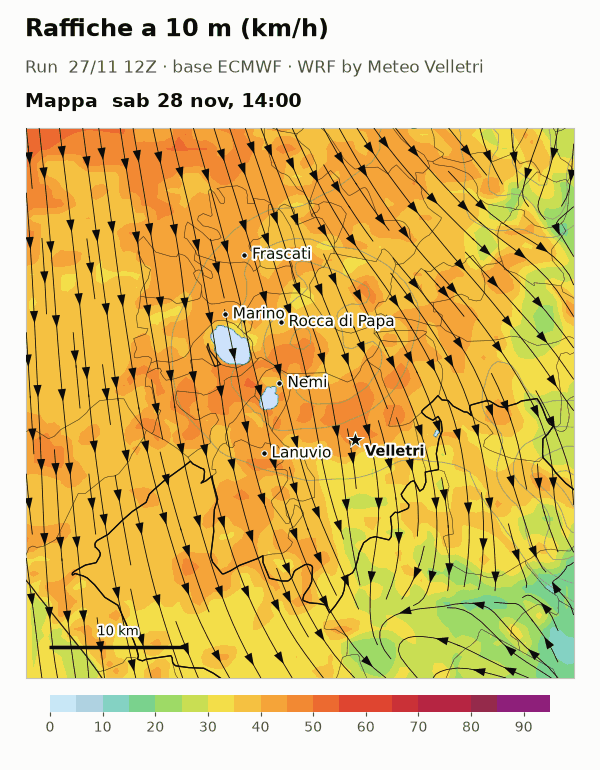 Raffiche a 10 m (km/h)
Run 27/11 12Z · base ECMWF · WRF by Meteo Velletri
Mappa sab 28 nov, 14:00
Frascati
Marino
Rocca di Papa
Nemi
Velletri
Lanuvio
10 km
0 10 20 30 40 50 60 70 80 90